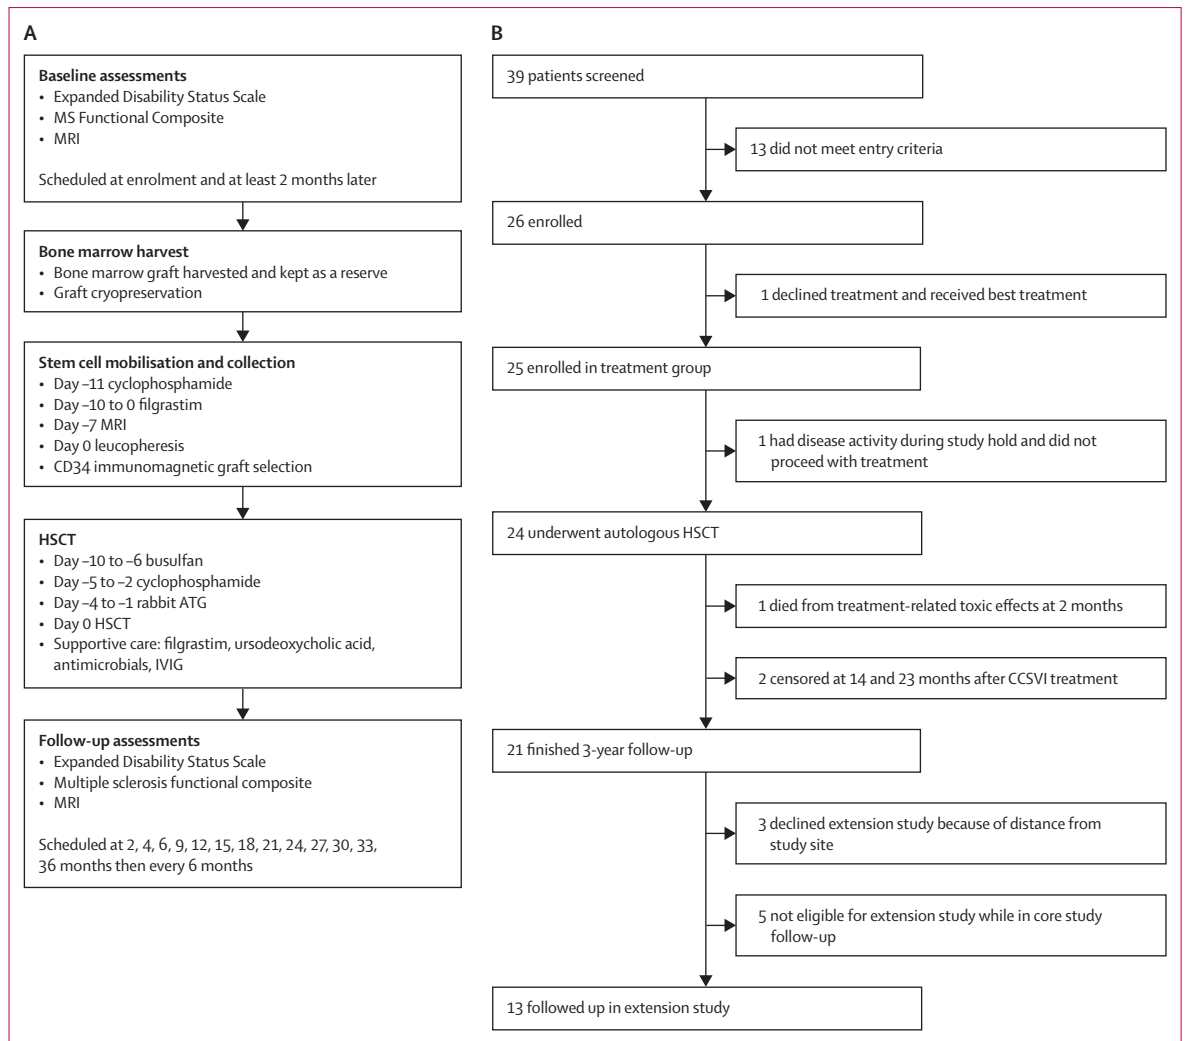 A
Baseline assessments
• Expanded Disability Status Scale
• MS Functional Composite
• MRI
Scheduled at enrolment and at least 2 months later
Bone marrow harvest
• Bone marrow graft harvested and kept as a reserve
• Graft cryopreservation
Stem cell mobilisation and collection
• Day –11 cyclophosphamide
• Day –10 to 0 filgrastim
• Day –7 MRI
• Day 0 leucopheresis
• CD34 immunomagnetic graft selection
HSCT
• Day –10 to –6 busulfan
• Day –5 to –2 cyclophosphamide
• Day –4 to –1 rabbit ATG
• Day 0 HSCT
• Supportive care: filgrastim, ursodeoxycholic acid,
antimicrobials, IVIG
Follow-up assessments
• Expanded Disability Status Scale
• Multiple sclerosis functional composite
• MRI
Scheduled at 2, 4, 6, 9, 12, 15, 18, 21, 24, 27, 30, 33,
36 months then every 6 months
B
39 patients screened
13 did not meet entry criteria
26 enrolled
1 declined treatment and received best treatment
25 enrolled in treatment group
1 had disease activity during study hold and did not
proceed with treatment
24 underwent autologous HSCT
1 died from treatment-related toxic effects at 2 months
2 censored at 14 and 23 months after CCSVI treatment
21 finished 3-year follow-up
3 declined extension study because of distance from
study site
5 not eligible for extension study while in core study
follow-up
13 followed up in extension study